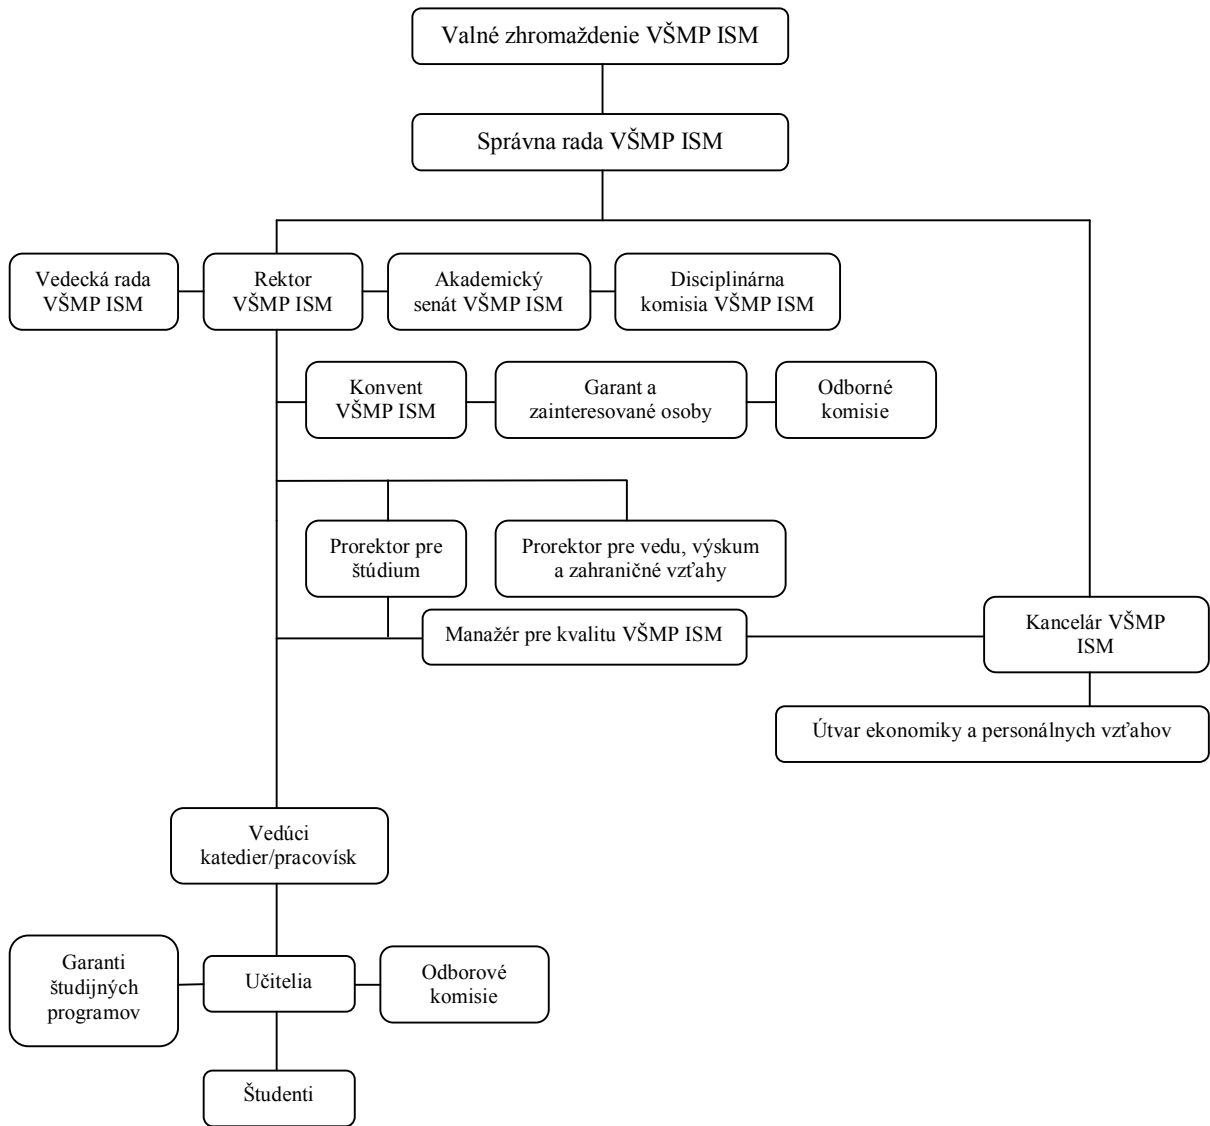 Valné zhromaždenie VŠMP ISM
Správna rada VŠMP ISM
Vedecká rada
VŠMP ISM
Rektor
VŠMP ISM
Akademický
senát VŠMP ISM
Disciplinárna
komisia VŠMP ISM
Konvent
VŠMP ISM
Garant a
zainteresované osoby
Odborné
komisie
Prorektor pre
štúdium
Prorektor pre vedu, výskum
a zahraničné vzťahy
Manažér pre kvalitu VŠMP ISM
Kancelár VŠMP
ISM
Útvar ekonomiky a personálnych vzťahov
Vedúci
katedier/pracovísk
Garanti
študijných
programov
Učitelia
Odborové
komisie
Študenti